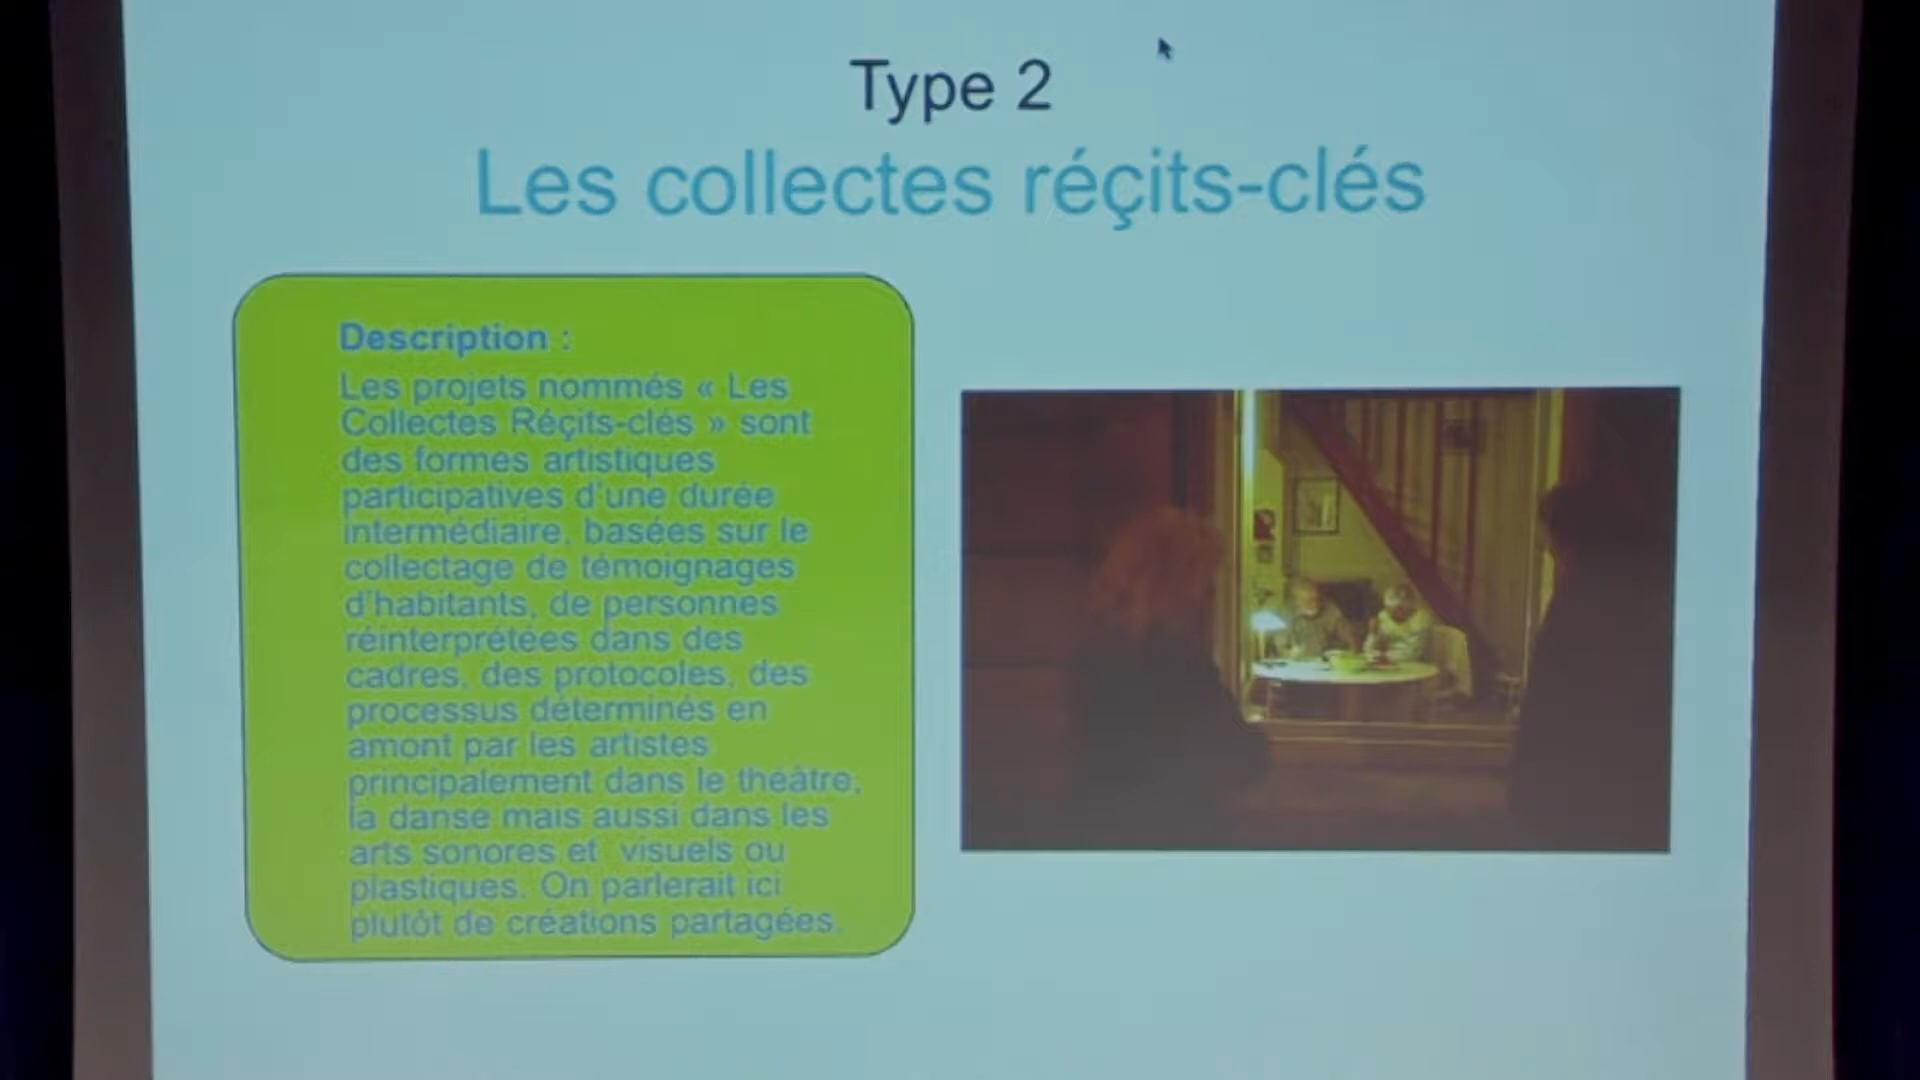 Type 2
Les collectes réçits-clés
Description :
Les projets nommés « Les
Collectes Réçits-clés » sont
des formes artistiques
participatives d'une durée
intermédiaire, basées sur le
collectage de témoignages
d'habitants, de personnes
réinterprétées dans des
cadres, des protocoles, des
processus déterminés en
amont par les artistes
principalement dans le théâtre,
la danse mais aussi dans les
arts sonores et visuels ou
plastiques. On parlerait ici
plutôt de créations partagées.